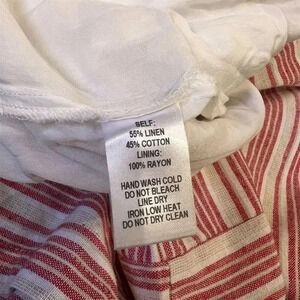 SELF:
55% LINEN
45% COTTON
LINING:
100% RAYON
HAND WASH COLD
DO NOT BLEACH
LINE DRY
IRON LOW HEAT
DO NOT DRY CLEAN